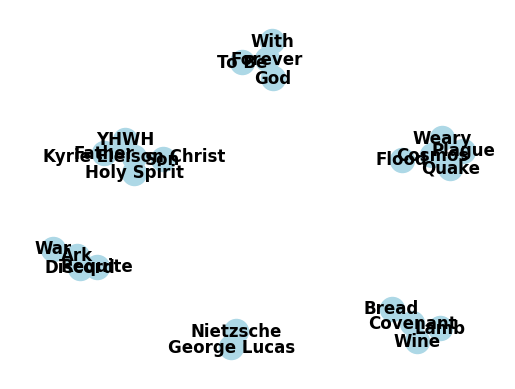 With
Forever
To Be
God
YHWH
Father
Kyrie Eleison Christ
Son
Holy Spirit
Weary
Plague
Cosmos
Flood
Quake
War
Ark
Discord
Requite
Bread
Covenant
Lamb
Wine
Nietzsche
George Lucas